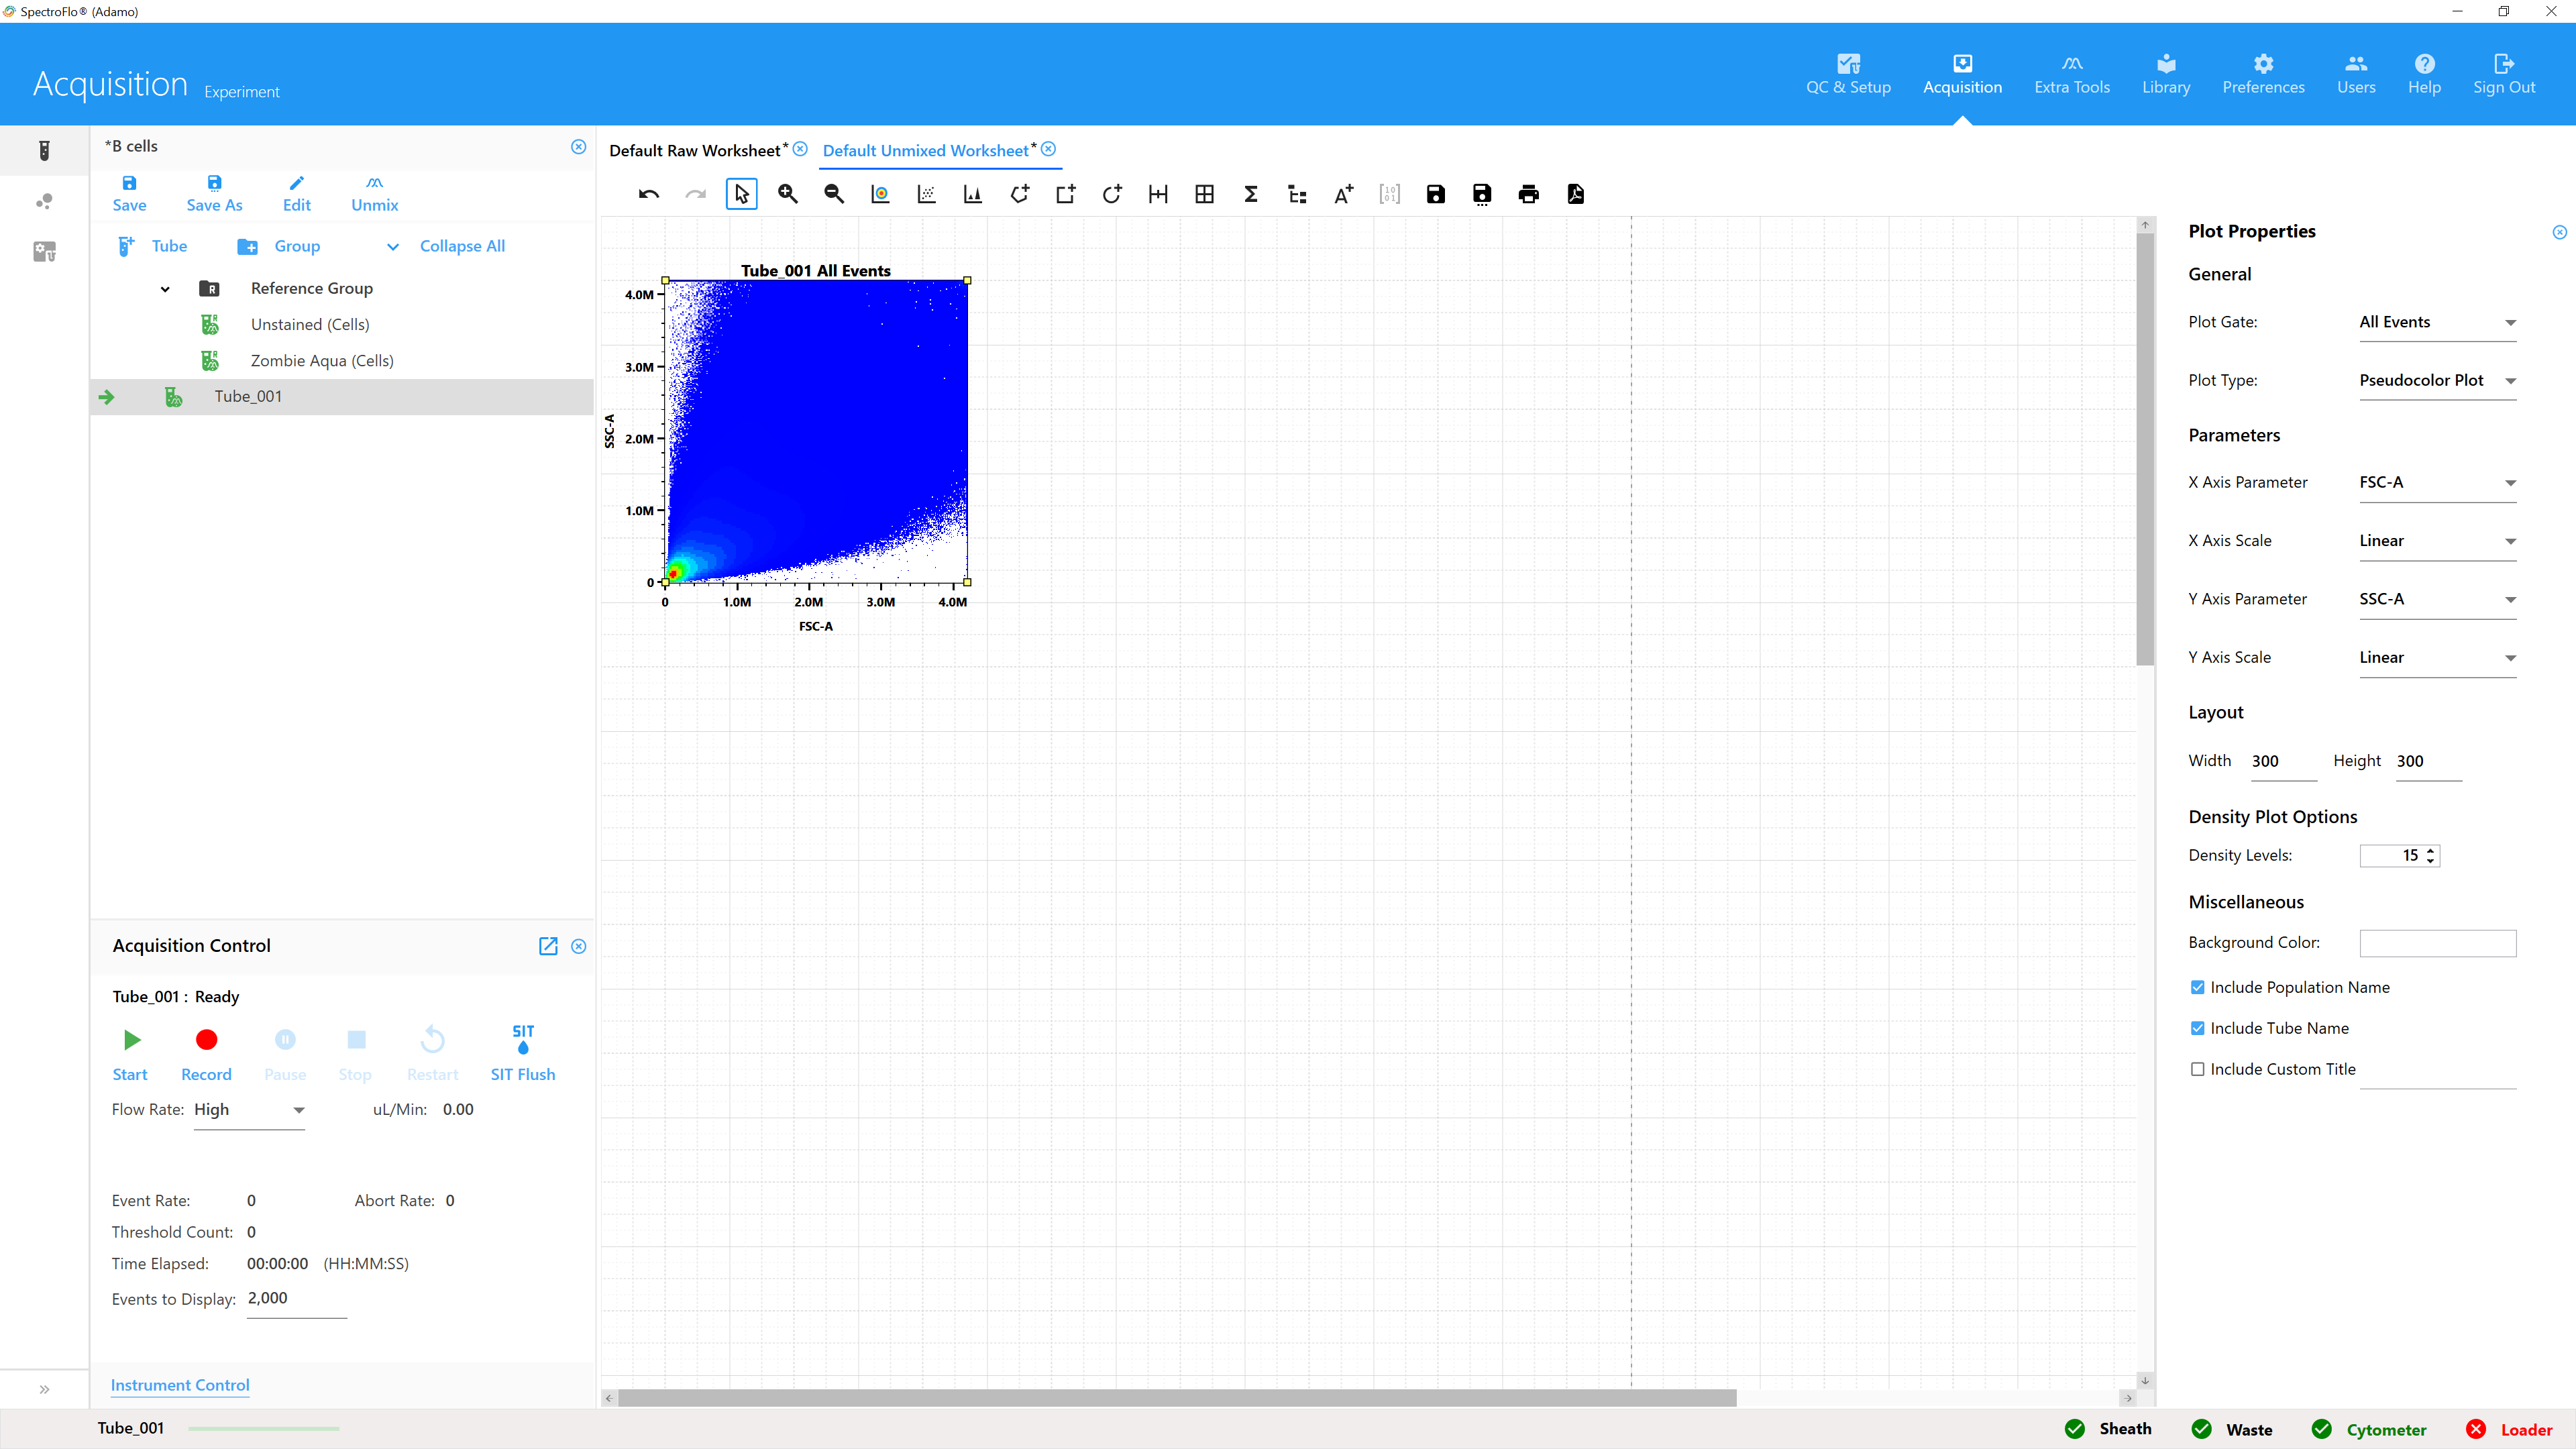 SpectroFlo® (Adamo)
Acquisition Experiment
QC & Setup Acquisition Extra Tools Library Preferences Users Help Sign Out
*B cells
Save Save As Edit Unmix
Tube Group Collapse All
Reference Group
Unstained (Cells)
Zombie Aqua (Cells)
Tube_001
Acquisition Control
Tube_001 : Ready
SIT
Start Record Pause Stop Restart SIT Flush
Flow Rate: High uL/Min: 0.00
Event Rate: 0 Abort Rate: 0
Threshold Count: 0
Time Elapsed: 00:00:00 (HH:MM:SS)
Events to Display: 2,000
Instrument Control
Default Raw Worksheet* Default Unmixed Worksheet*
Tube_001 All Events
4.0M
3.0M
2.0M
1.0M
0
SSC-A
0 1.0M 2.0M 3.0M 4.0M
FSC-A
Plot Properties
General
Plot Gate: All Events
Plot Type: Pseudocolor Plot
Parameters
X Axis Parameter FSC-A
X Axis Scale Linear
Y Axis Parameter SSC-A
Y Axis Scale Linear
Layout
Width 300 Height 300
Density Plot Options
Density Levels: 15
Miscellaneous
Background Color:
Include Population Name
Include Tube Name
Include Custom Title
Tube_001
Sheath Waste Cytometer Loader